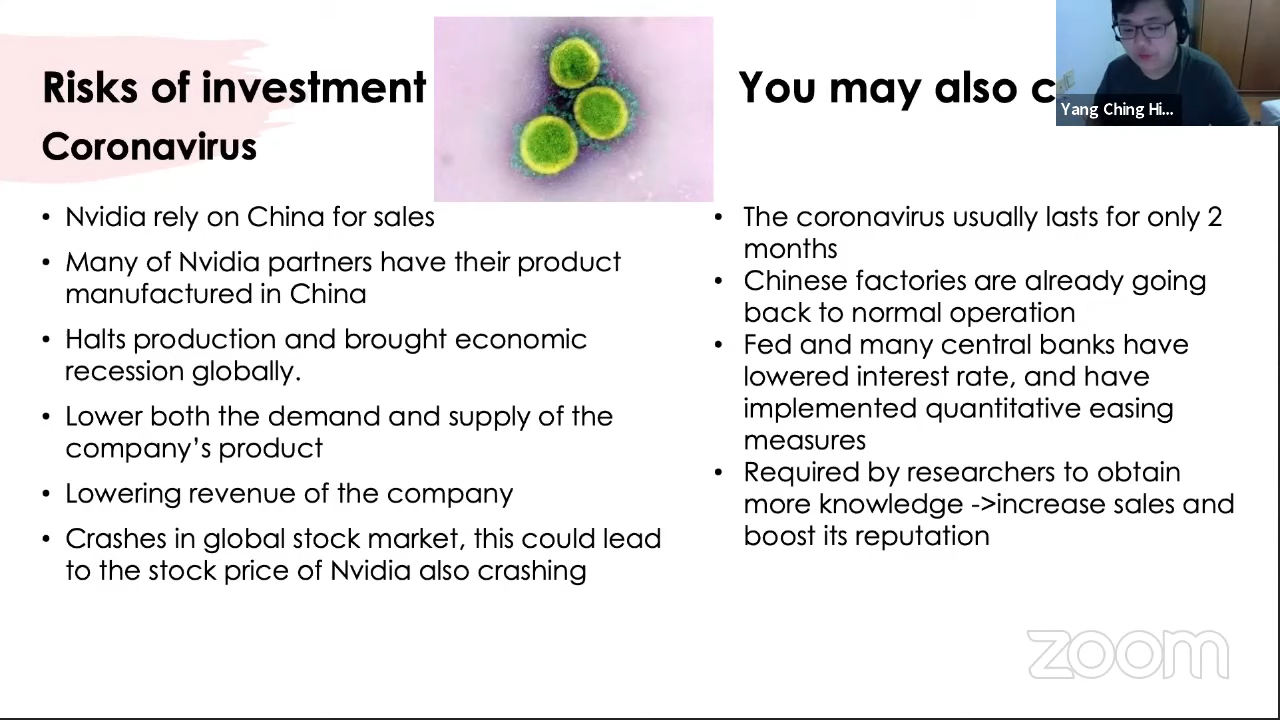 Risks of investment
Coronavirus
• Nvidia rely on China for sales
• Many of Nvidia partners have their product
manufactured in China
• Halts production and brought economic
recession globally.
• Lower both the demand and supply of the
company’s product
• Lowering revenue of the company
• Crashes in global stock market, this could lead
to the stock price of Nvidia also crashing
You may also c
• The coronavirus usually lasts for only 2
months
• Chinese factories are already going
back to normal operation
• Fed and many central banks have
lowered interest rate, and have
implemented quantitative easing
measures
• Required by researchers to obtain
more knowledge ->increase sales and
boost its reputation
Yang Ching Hi...
zoom